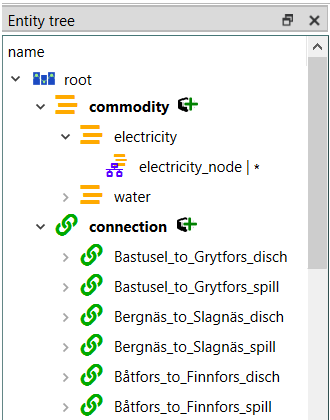 Entity tree
name
root
commodity
electricity
electricity_node | *
water
connection
Bastusel_to_Grytfors_disch
Bastusel_to_Grytfors_spill
Bergnäs_to_Slagnäs_disch
Bergnäs_to_Slagnäs_spill
Båtfors_to_Finnfors_disch
Båtfors_to_Finnfors_spill